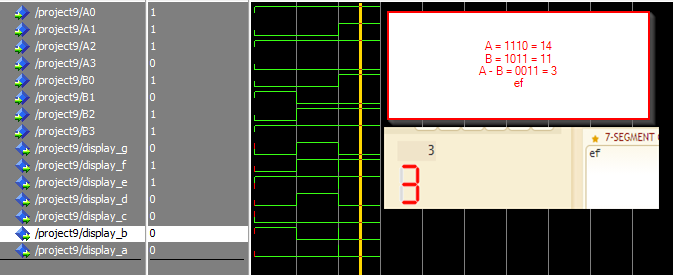 /project9/A0 1
/project9/A1 1
/project9/A2 1
/project9/A3 0
/project9/B0 1
/project9/B1 0
/project9/B2 1
/project9/B3 1
/project9/display_g 0
/project9/display_f 1
/project9/display_e 1
/project9/display_d 0
/project9/display_c 0
/project9/display_b 0
/project9/display_a 0
A = 1110 = 14
B = 1011 = 11
A - B = 0011 = 3
ef
3
7-SEGMENT
ef
3